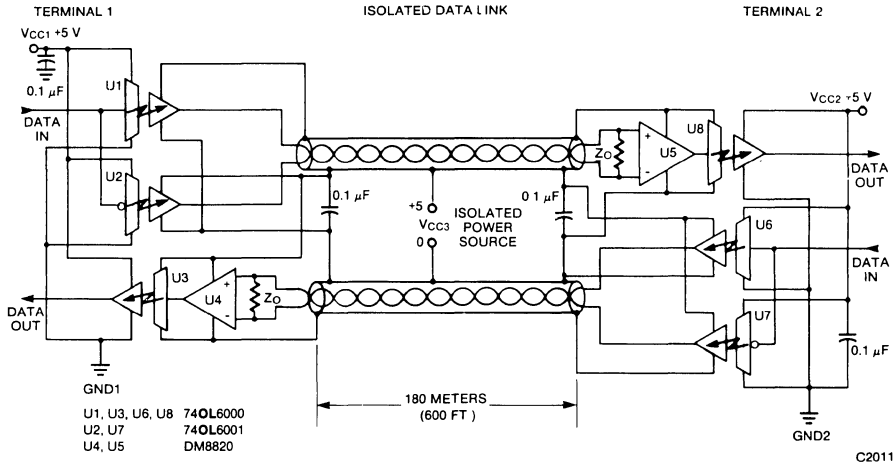 TERMINAL 1
ISOLATED DATA LINK
TERMINAL 2
VCC1 +5 V
0.1 µF
U1
DATA
IN
U2
U3
DATA
OUT
U4
ZO
+
-
GND1
0.1 µF
+5
VCC3
0
ISOLATED
POWER
SOURCE
0 1 µF
ZO
+
-
U5
U8
VCC2 +5 V
DATA
OUT
U6
DATA
IN
U7
0.1 µF
GND2
180 METERS
(600 FT )
U1, U3, U6, U8 74OL6000
U2, U7 74OL6001
U4, U5 DM8820
C2011